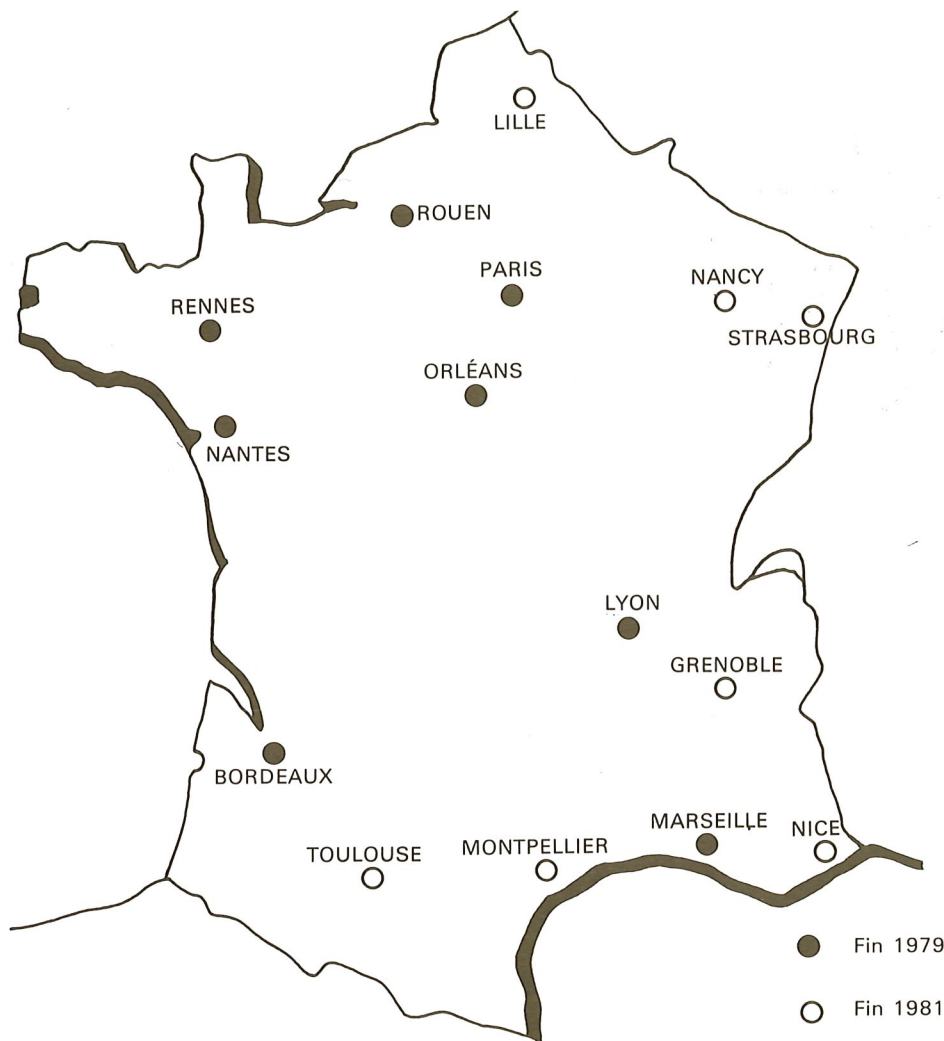 LILLE
ROUEN
PARIS
NANCY
RENNES
STRASBOURG
ORLÉANS
NANTES
LYON
GRENOBLE
BORDEAUX
MARSEILLE
NICE
MONTPELLIER
TOULOUSE
Fin 1979
Fin 1981